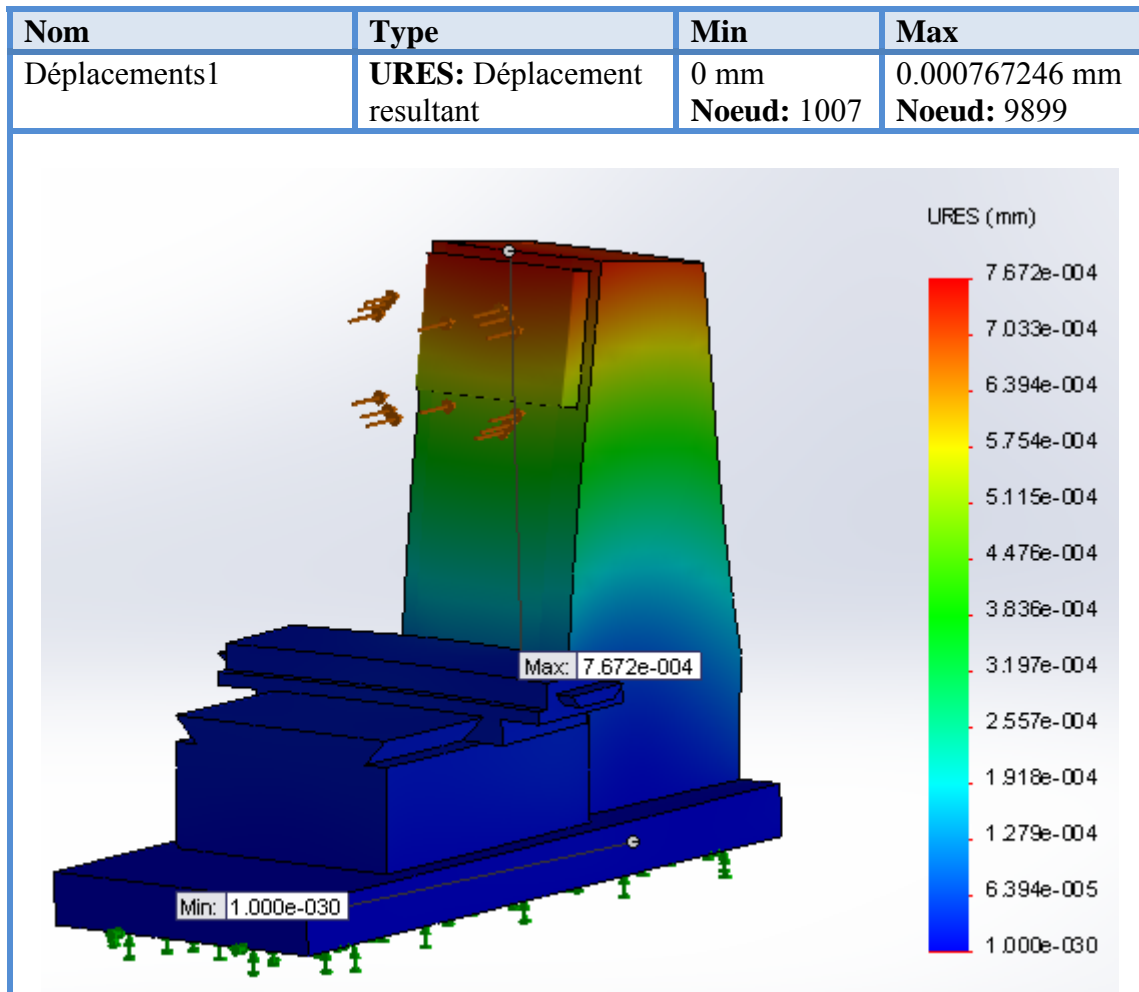 Nom Type Min Max
Déplacements1 URES: Déplacement resultant 0 mm Noeud: 1007 0.000767246 mm Noeud: 9899
URES (mm)
7.672e-004
7.033e-004
6.394e-004
5.754e-004
5.115e-004
4.476e-004
3.836e-004
3.197e-004
2.557e-004
1.918e-004
1.279e-004
6.394e-005
1.000e-030
Max: 7.672e-004
Min: 1.000e-030